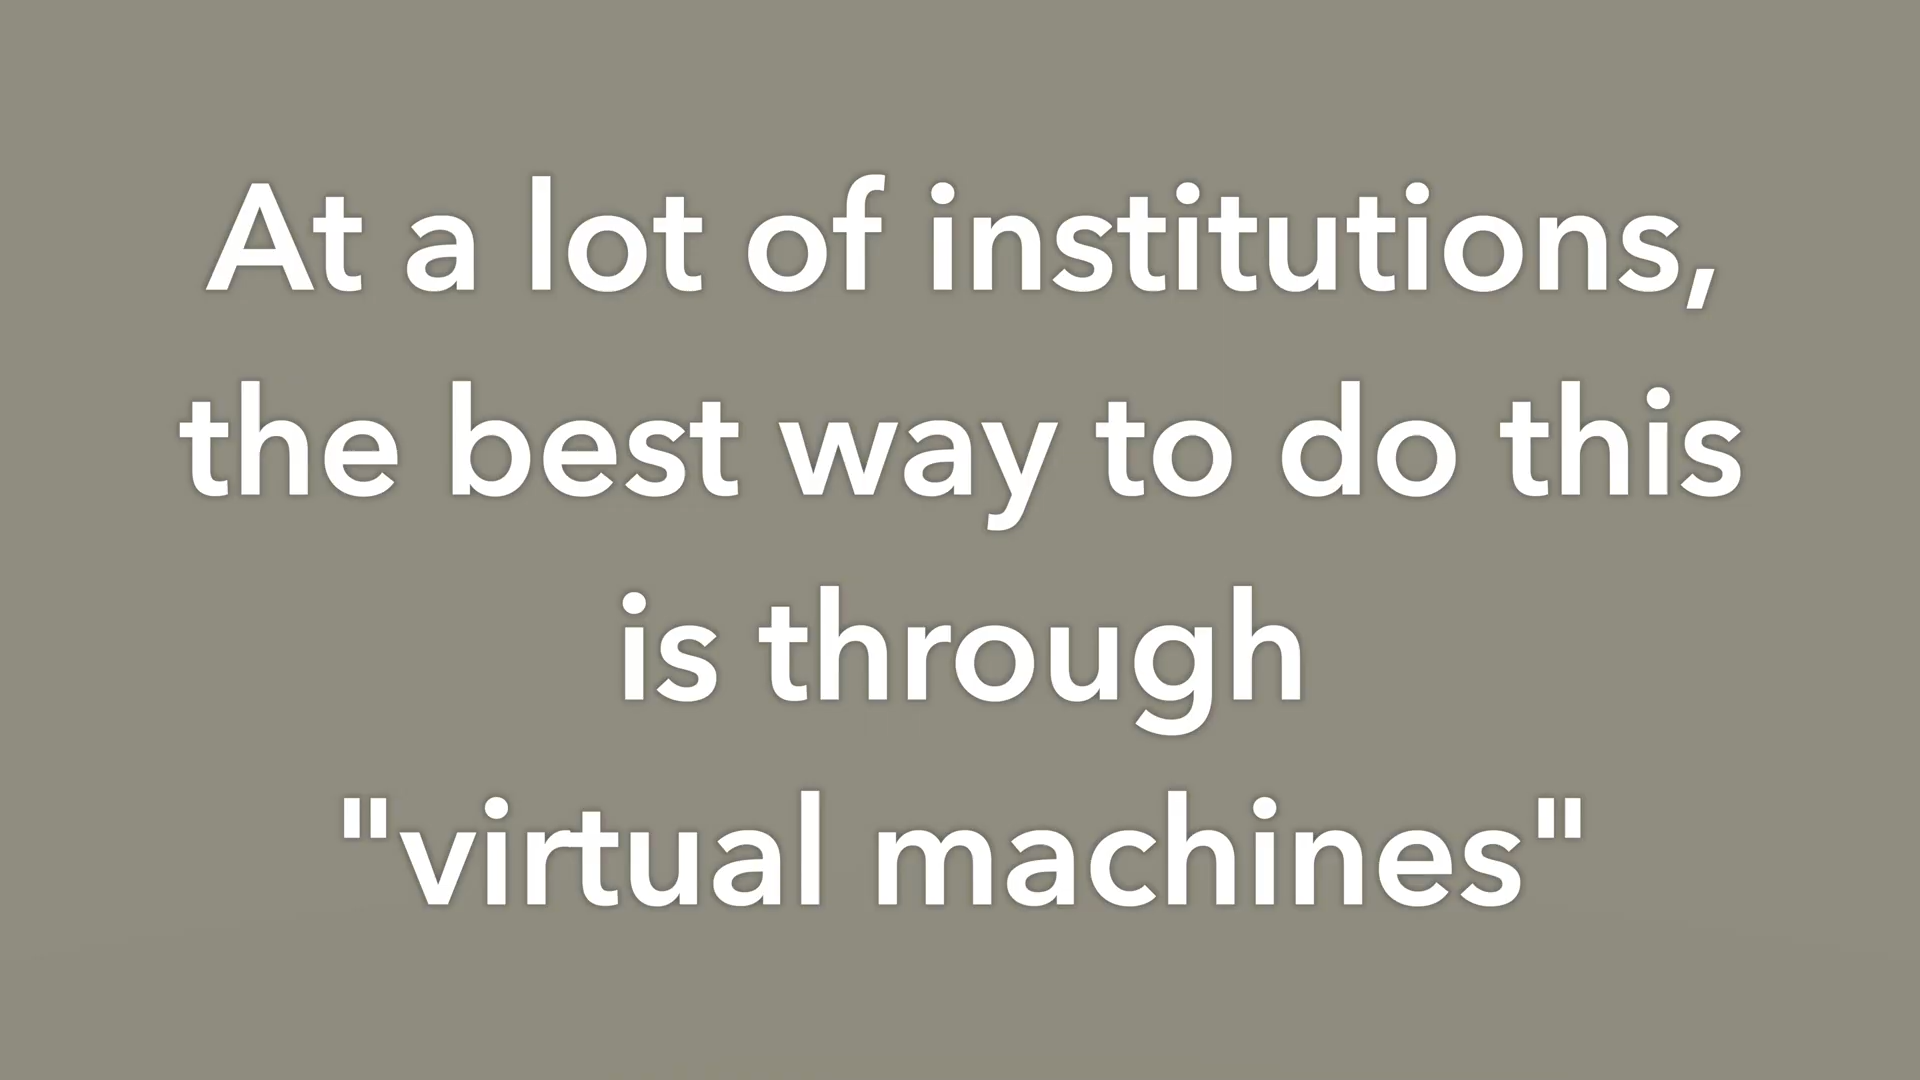 At a lot of institutions,
the best way to do this
is through
"virtual machines"